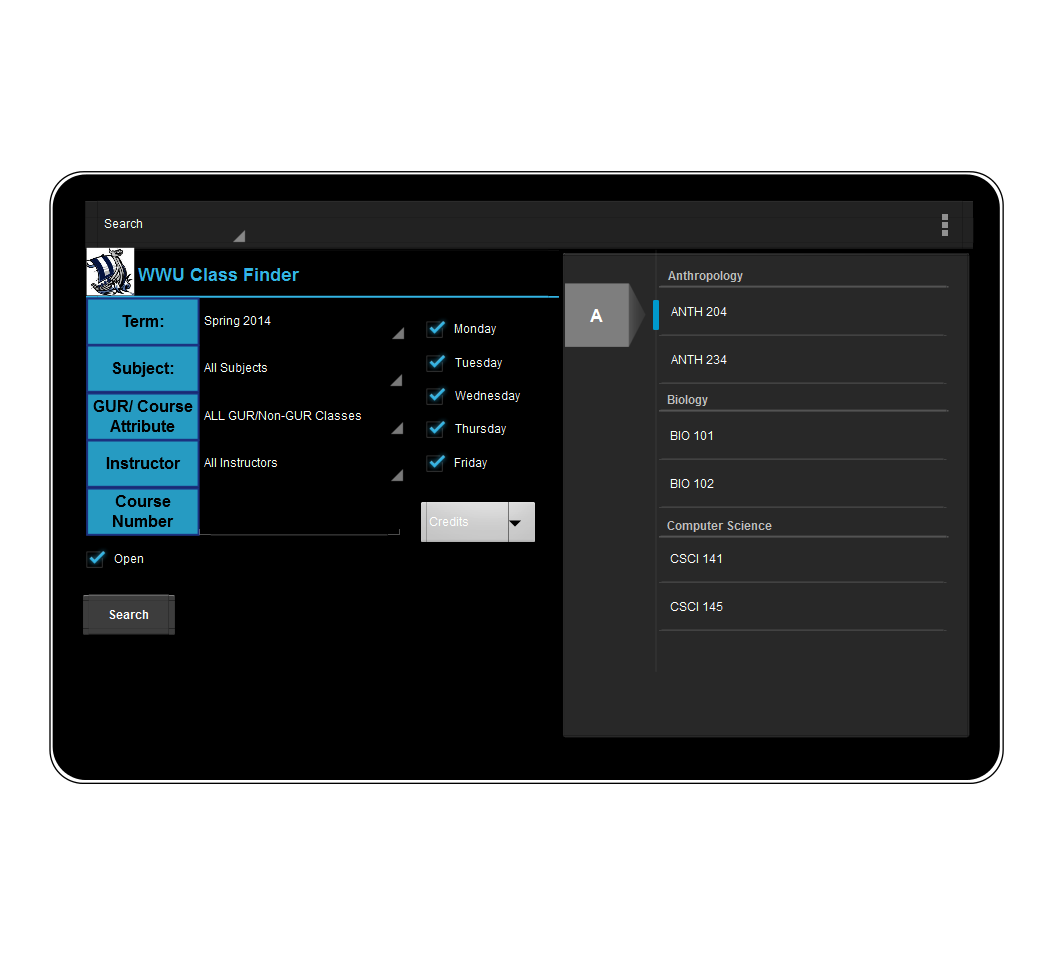 Search
WWU Class Finder
Term:
Spring 2014
Subject:
All Subjects
GUR/ Course
Attribute
ALL GUR/Non-GUR Classes
Instructor
All Instructors
Course
Number
Open
Search
Monday
Tuesday
Wednesday
Thursday
Friday
Credits
A
Anthropology
ANTH 204
ANTH 234
Biology
BIO 101
BIO 102
Computer Science
CSCI 141
CSCI 145